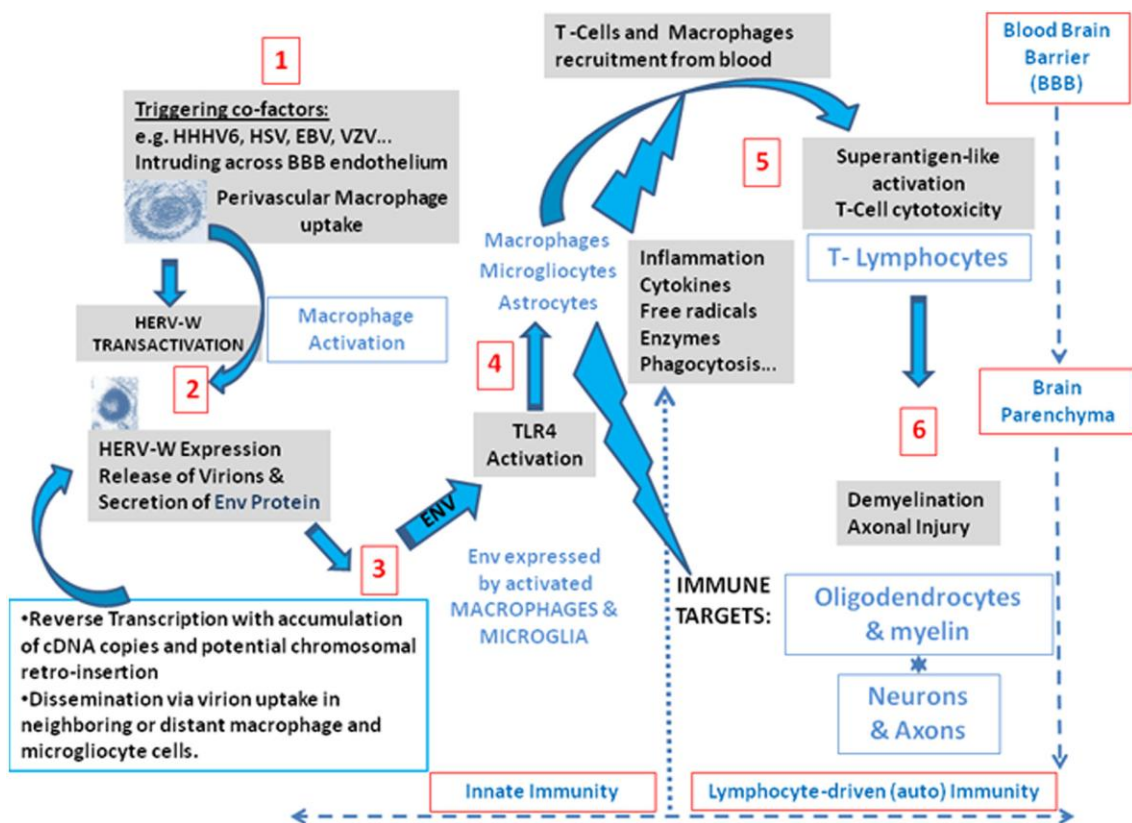 1
Triggering co-factors:
e.g. HHHV6, HSV, EBV, VZV...
Intruding across BBB endothelium
Perivascular Macrophage
uptake
HERV-W
TRANSACTIVATION
Macrophage
Activation
2
HERV-W Expression
Release of Virions &
Secretion of Env Protein
3
•Reverse Transcription with accumulation
of cDNA copies and potential chromosomal
retro-insertion
•Dissemination via virion uptake in
neighboring or distant macrophage and
microgliocyte cells.
ENV
Env expressed
by activated
MACROPHAGES &
MICROGLIA
TLR4
Activation
4
Macrophages
Microgliocytes
Astrocytes
T -Cells and Macrophages
recruitment from blood
Inflammation
Cytokines
Free radicals
Enzymes
Phagocytosis...
5
Superantigen-like
activation
T-Cell cytotoxicity
T- Lymphocytes
6
Demyelination
Axonal Injury
IMMUNE
TARGETS:
Oligodendrocytes
& myelin
Neurons
& Axons
Blood Brain
Barrier
(BBB)
Brain
Parenchyma
Innate Immunity
Lymphocyte-driven (auto) Immunity